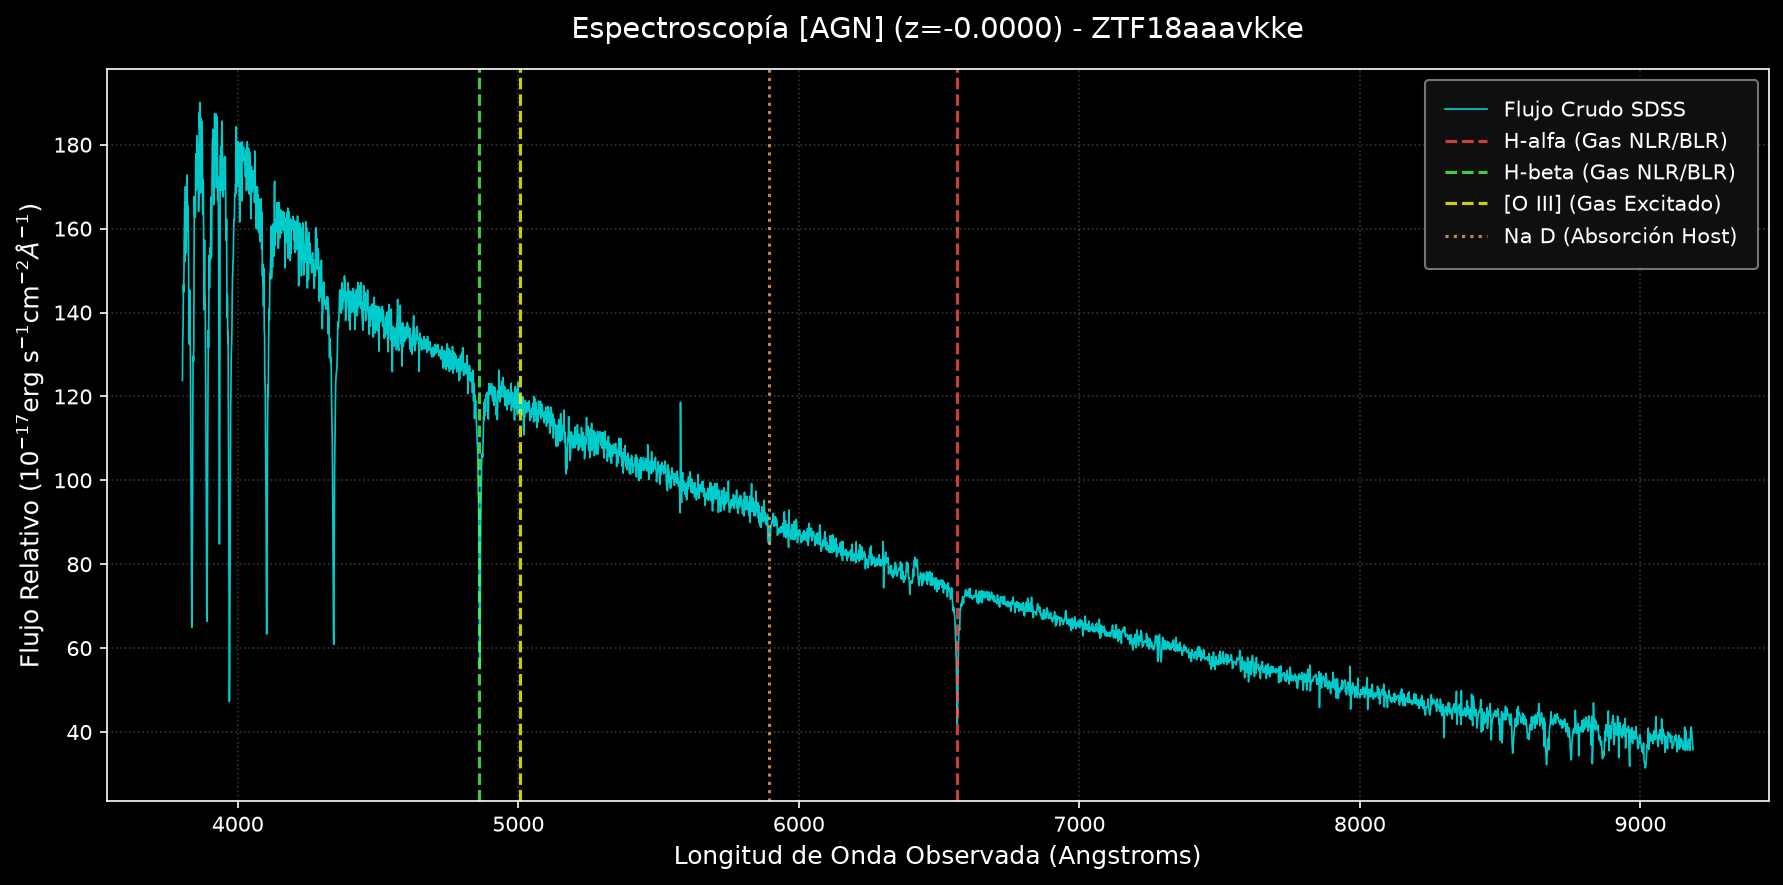 Espectroscopía [AGN] (z=-0.0000) - ZTF18aaavkke
Flujo Crudo SDSS
H-alfa (Gas NLR/BLR)
H-beta (Gas NLR/BLR)
[O III] (Gas Excitado)
Na D (Absorción Host)
Flujo Relativo (10⁻¹⁷erg s⁻¹cm⁻²Å⁻¹)
180
160
140
120
100
80
60
40
4000 5000 6000 7000 8000 9000
Longitud de Onda Observada (Angstroms)